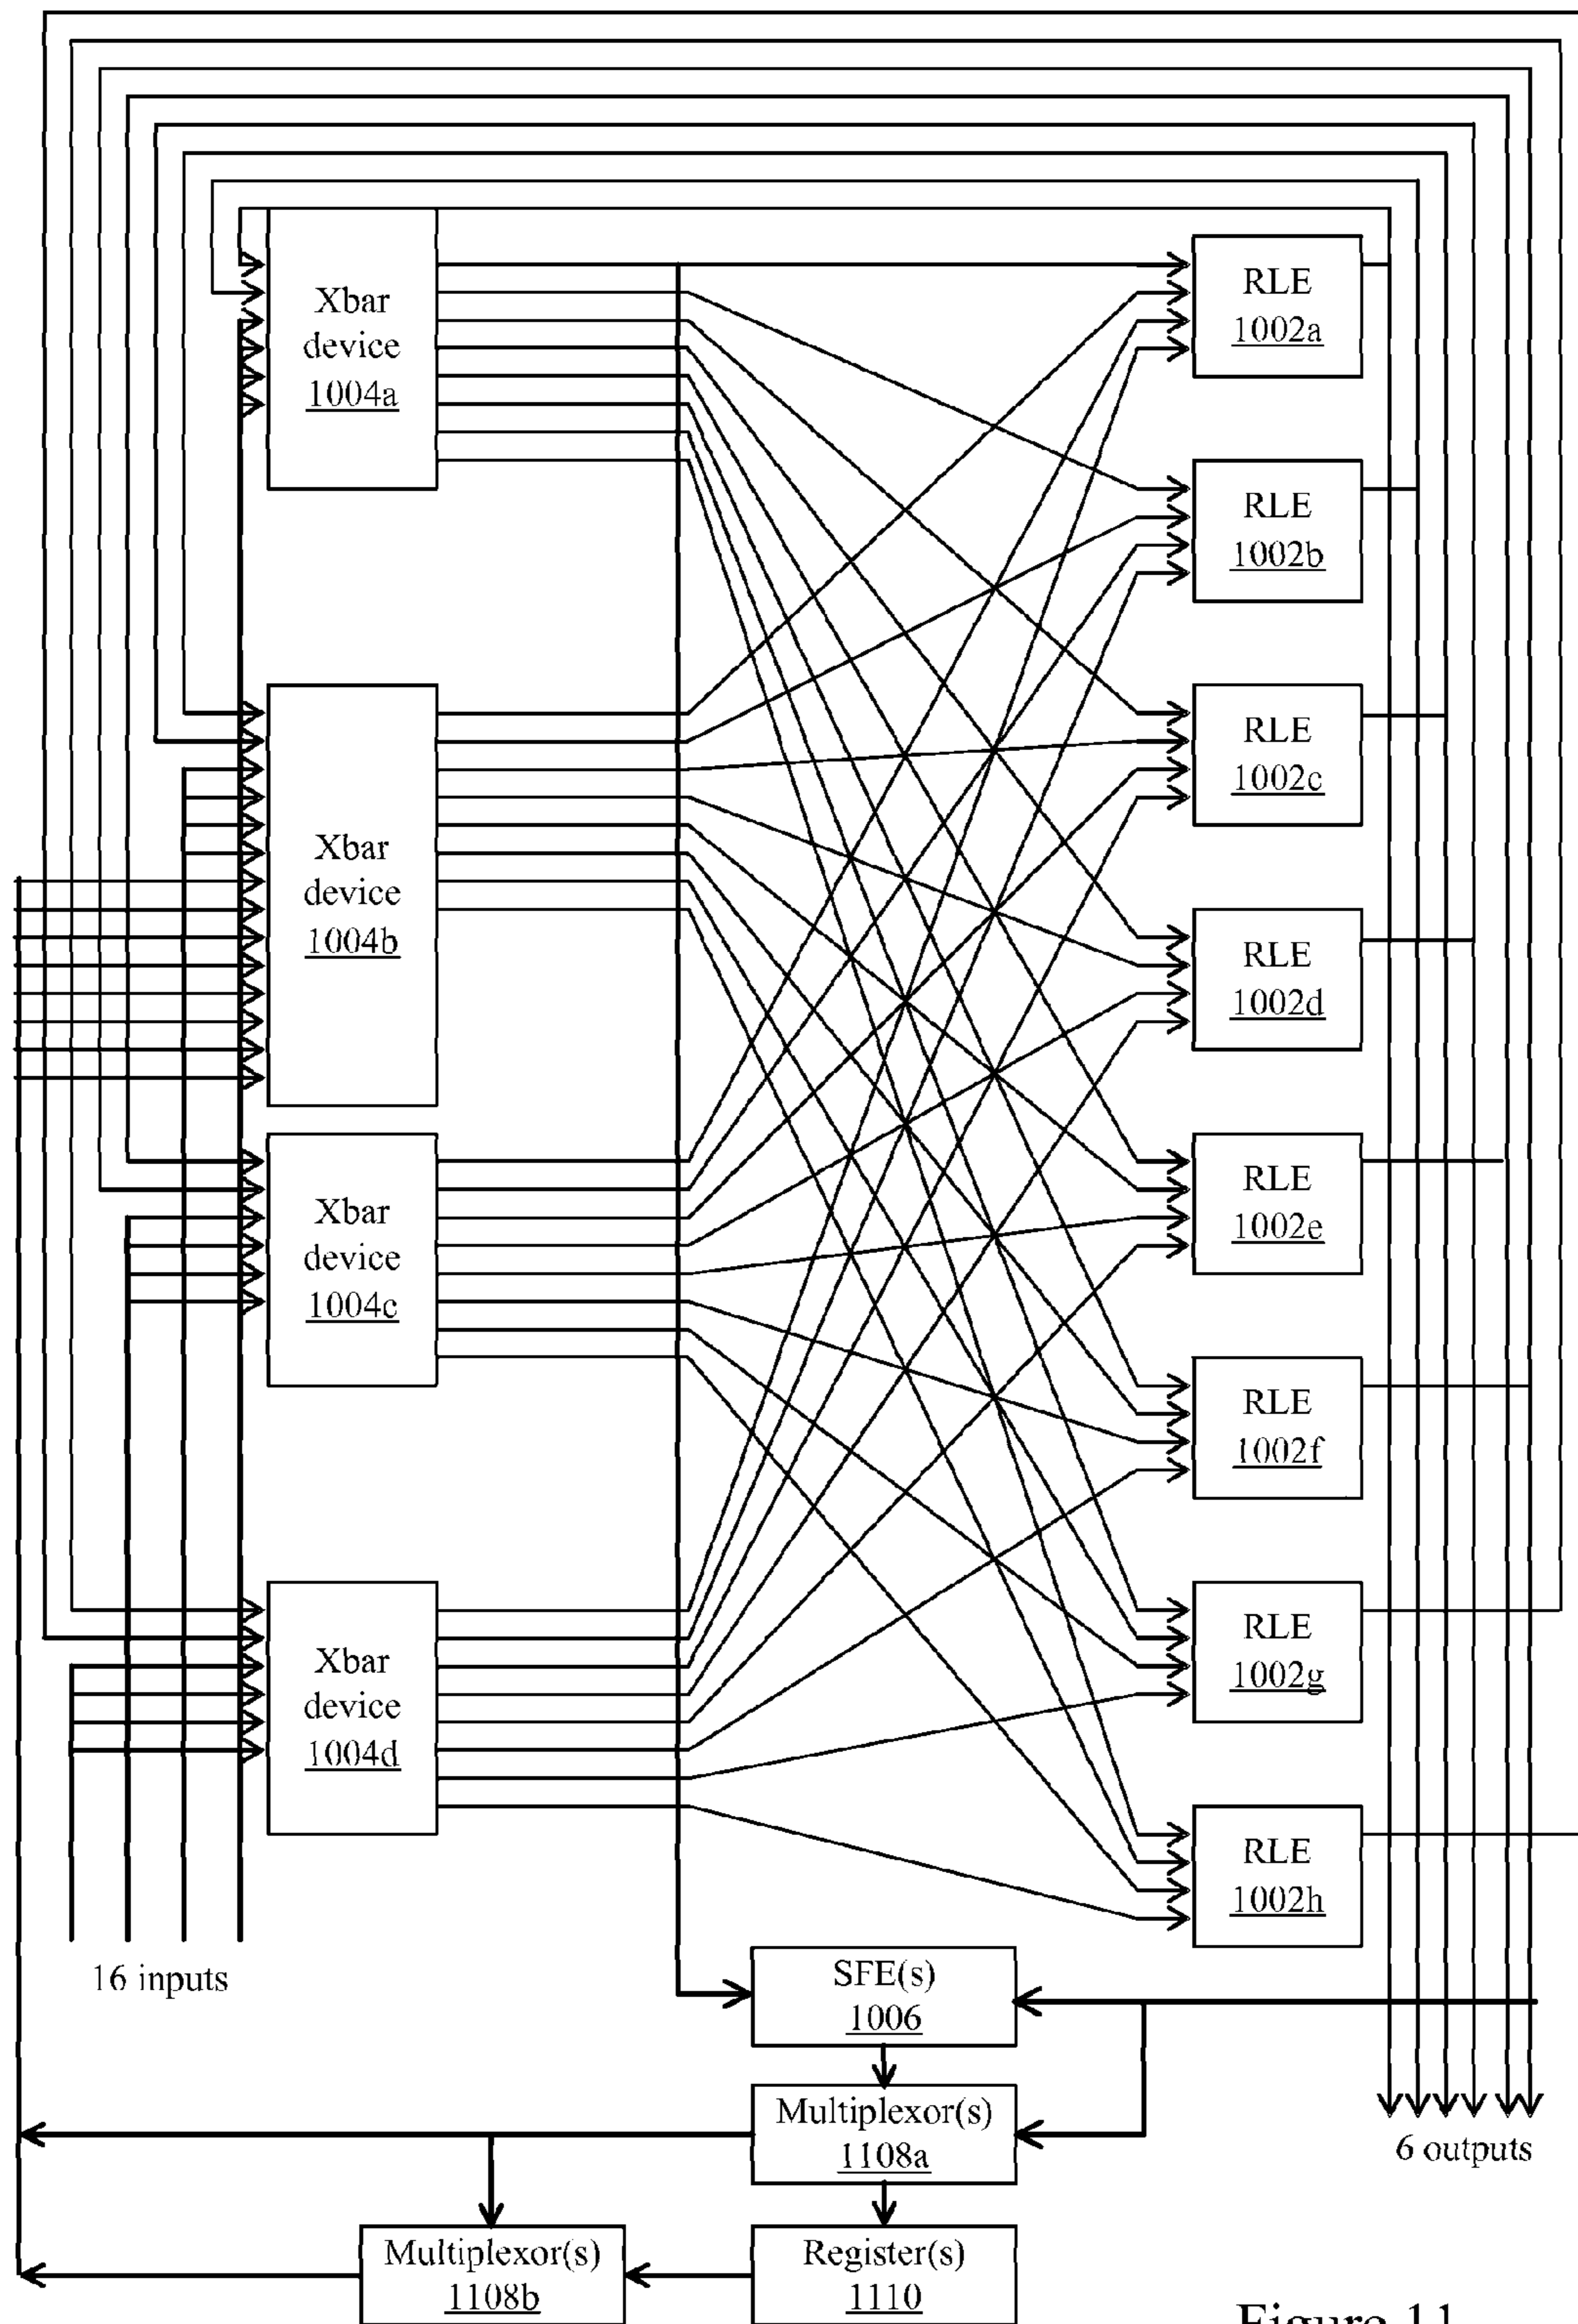 Xbar
device
1004a
RLE
1002a
RLE
1002b
Xbar
device
1004b
RLE
1002c
RLE
1002d
Xbar
device
1004c
RLE
1002e
RLE
1002f
Xbar
device
1004d
RLE
1002g
RLE
1002h
16 inputs
SFE(s)
1006
Multiplexor(s)
1108a
6 outputs
Multiplexor(s)
1108b
Register(s)
1110
Figure 11